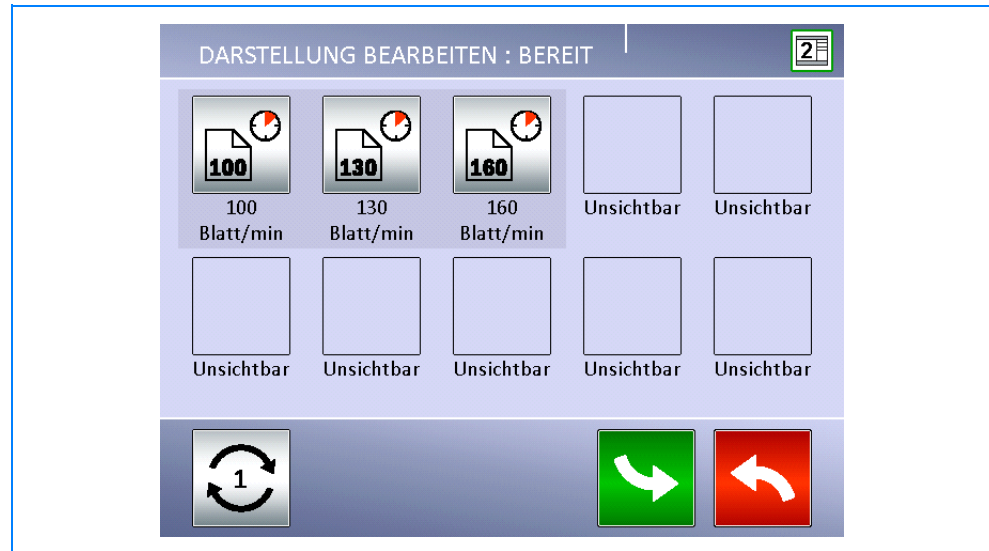 DARSTELLUNG BEARBEITEN : BEREIT
2
100
130
160
100
Blatt/min
130
Blatt/min
160
Blatt/min
Unsichtbar
Unsichtbar
Unsichtbar
Unsichtbar
Unsichtbar
Unsichtbar
Unsichtbar
1